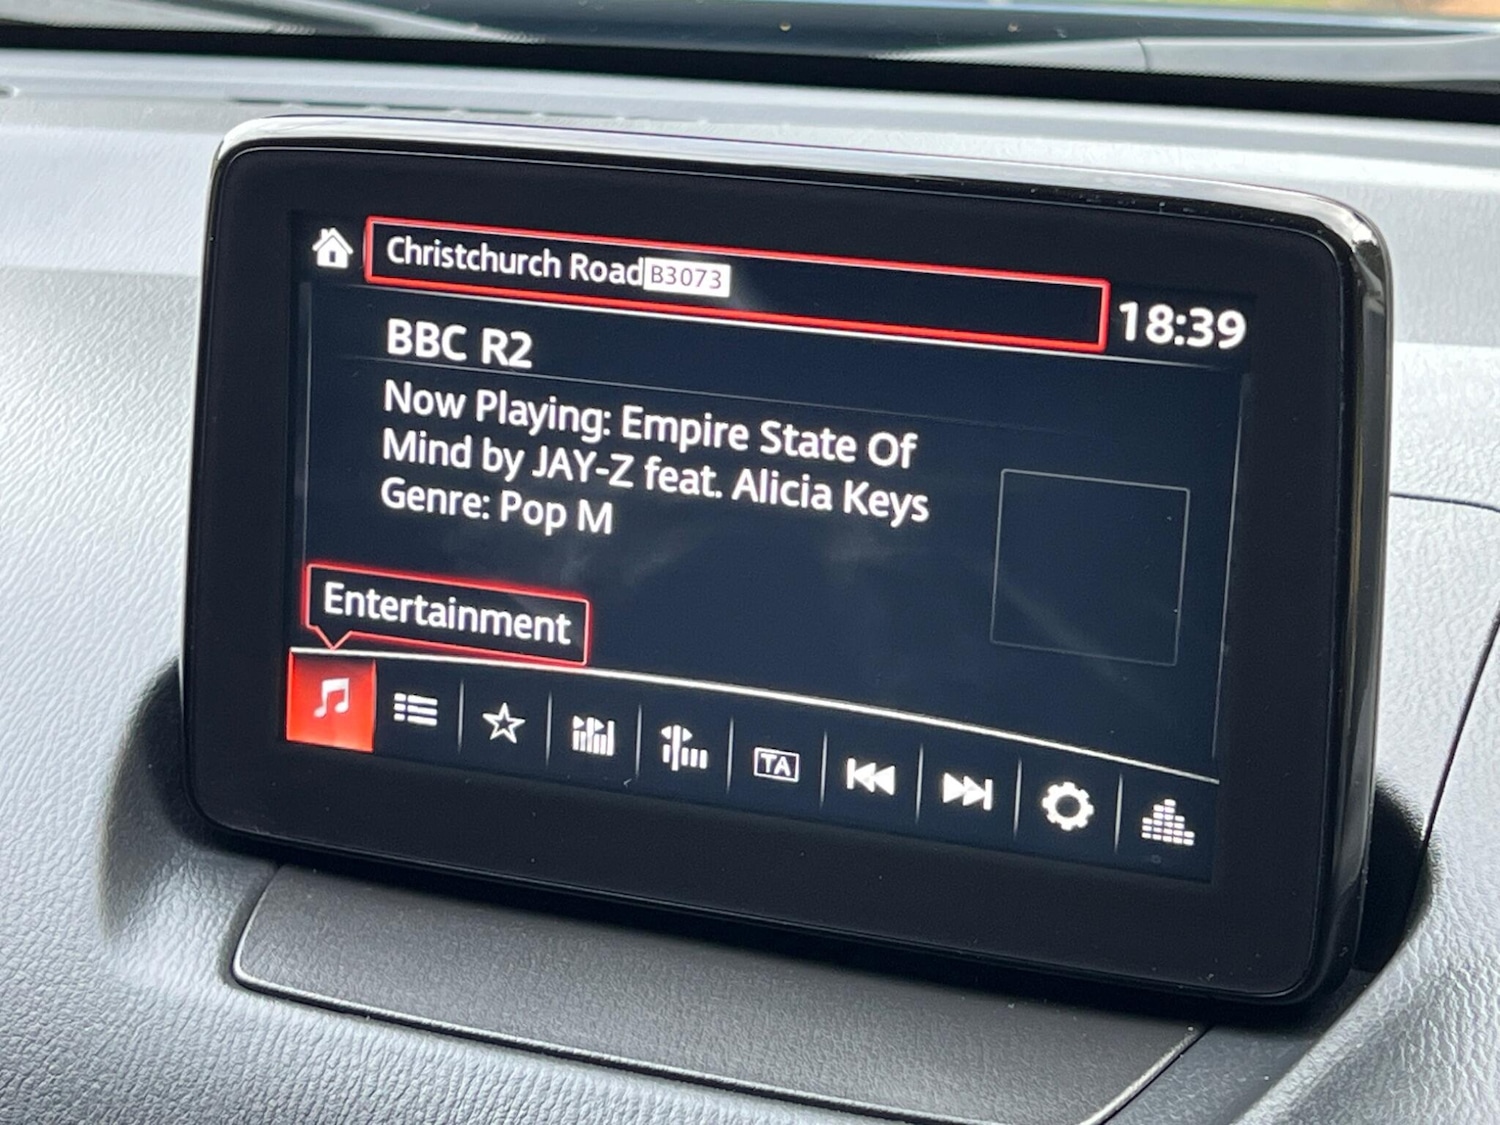 Christchurch Road B3073
18:39
BBC R2
Now Playing: Empire State Of
Mind by JAY-Z feat. Alicia Keys
Genre: Pop M
Entertainment
TA